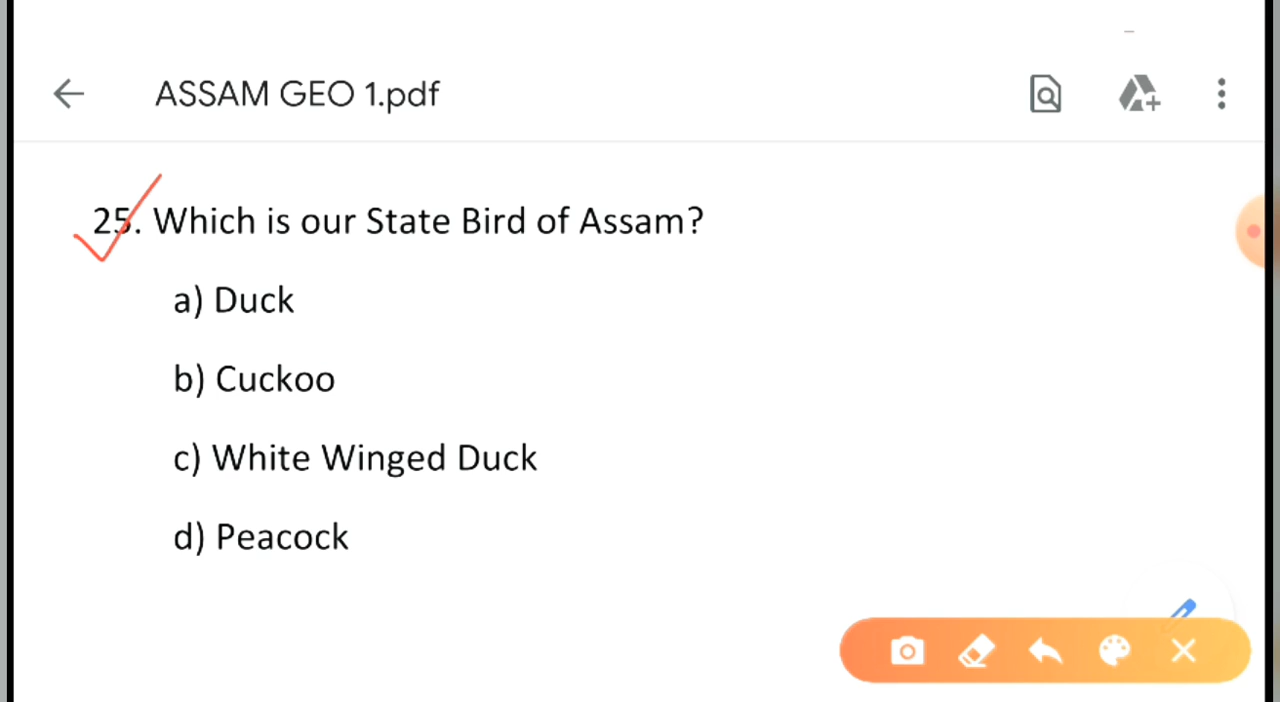 ASSAM GEO 1.pdf
25. Which is our State Bird of Assam?
a) Duck
b) Cuckoo
c) White Winged Duck
d) Peacock